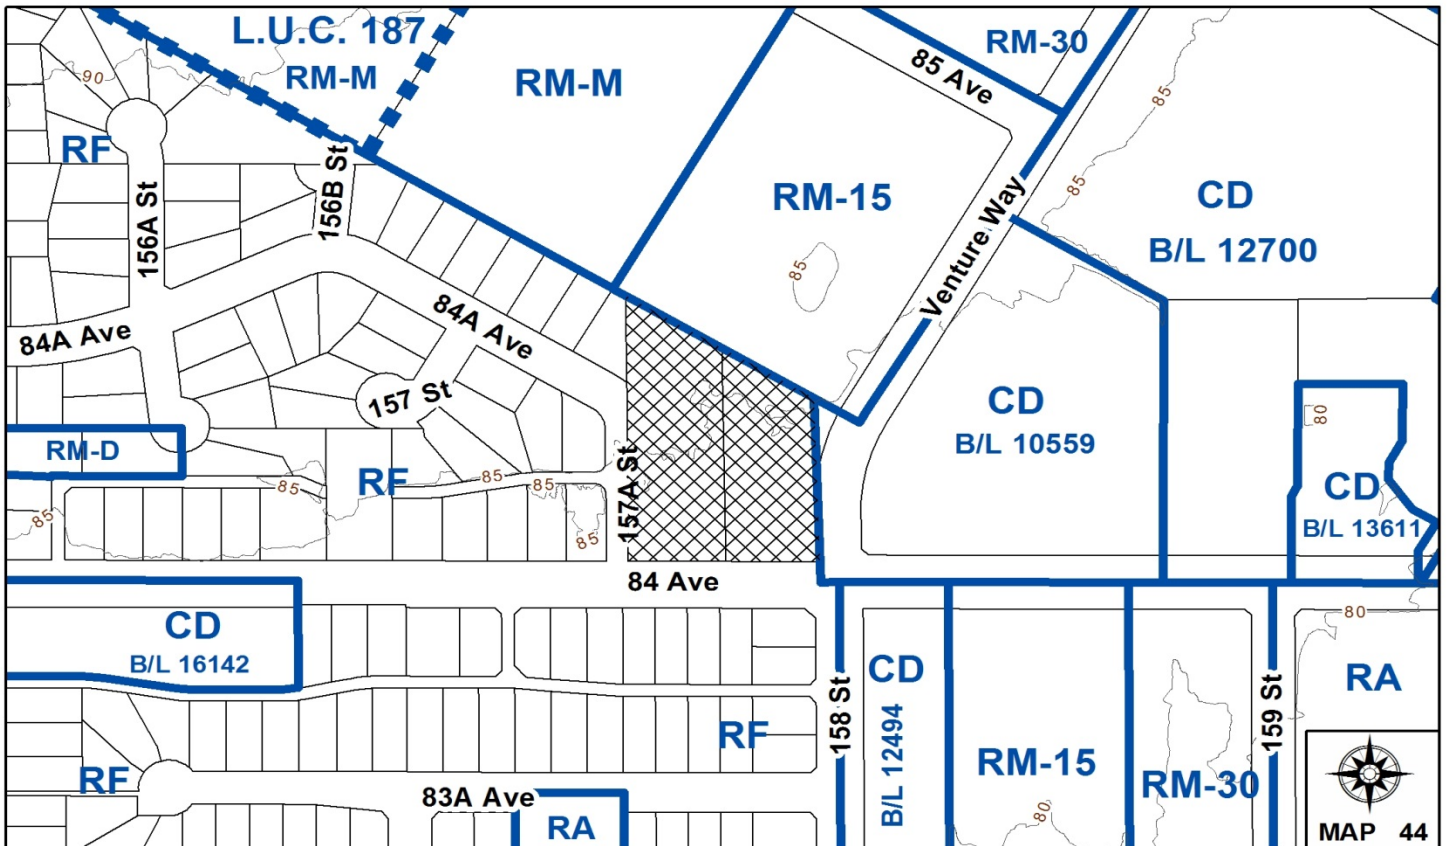 L.U.C. 187
RM-M
90
RM-M
RM-30
85 Ave
85
RF
156A St
156B St
RM-15
85
CD
B/L 12700
85
Venture Way
84A Ave
84A Ave
157 St
CD
B/L 10559
80
CD
B/L 13611
RM-D
RF
85
85
85
85
85
157A St
84 Ave
CD
B/L 16142
RF
158 St
CD
B/L 12494
RM-15
80
RM-30
159 St
80
RA
RF
83A Ave
RA
MAP 44